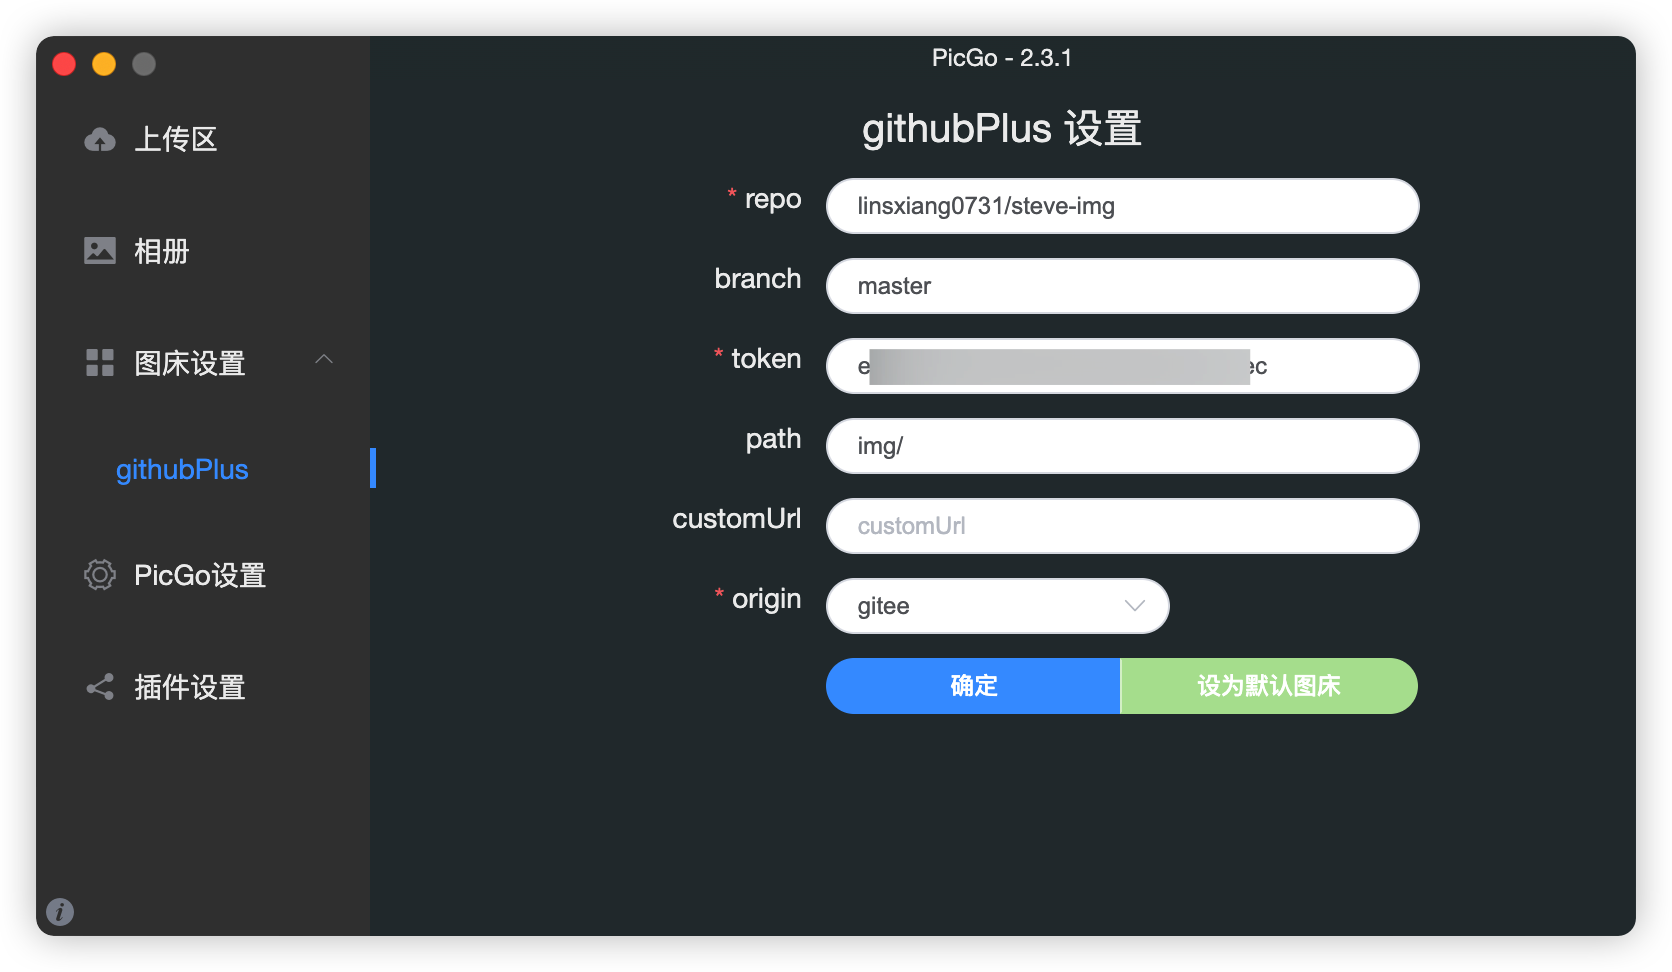 PicGo - 2.3.1
上传区
相册
图床设置
githubPlus
PicGo设置
插件设置
githubPlus 设置
* repo
linsxiang0731/steve-img
branch
master
* token
e
ec
path
img/
customUrl
customUrl
* origin
gitee
确定
设为默认图床